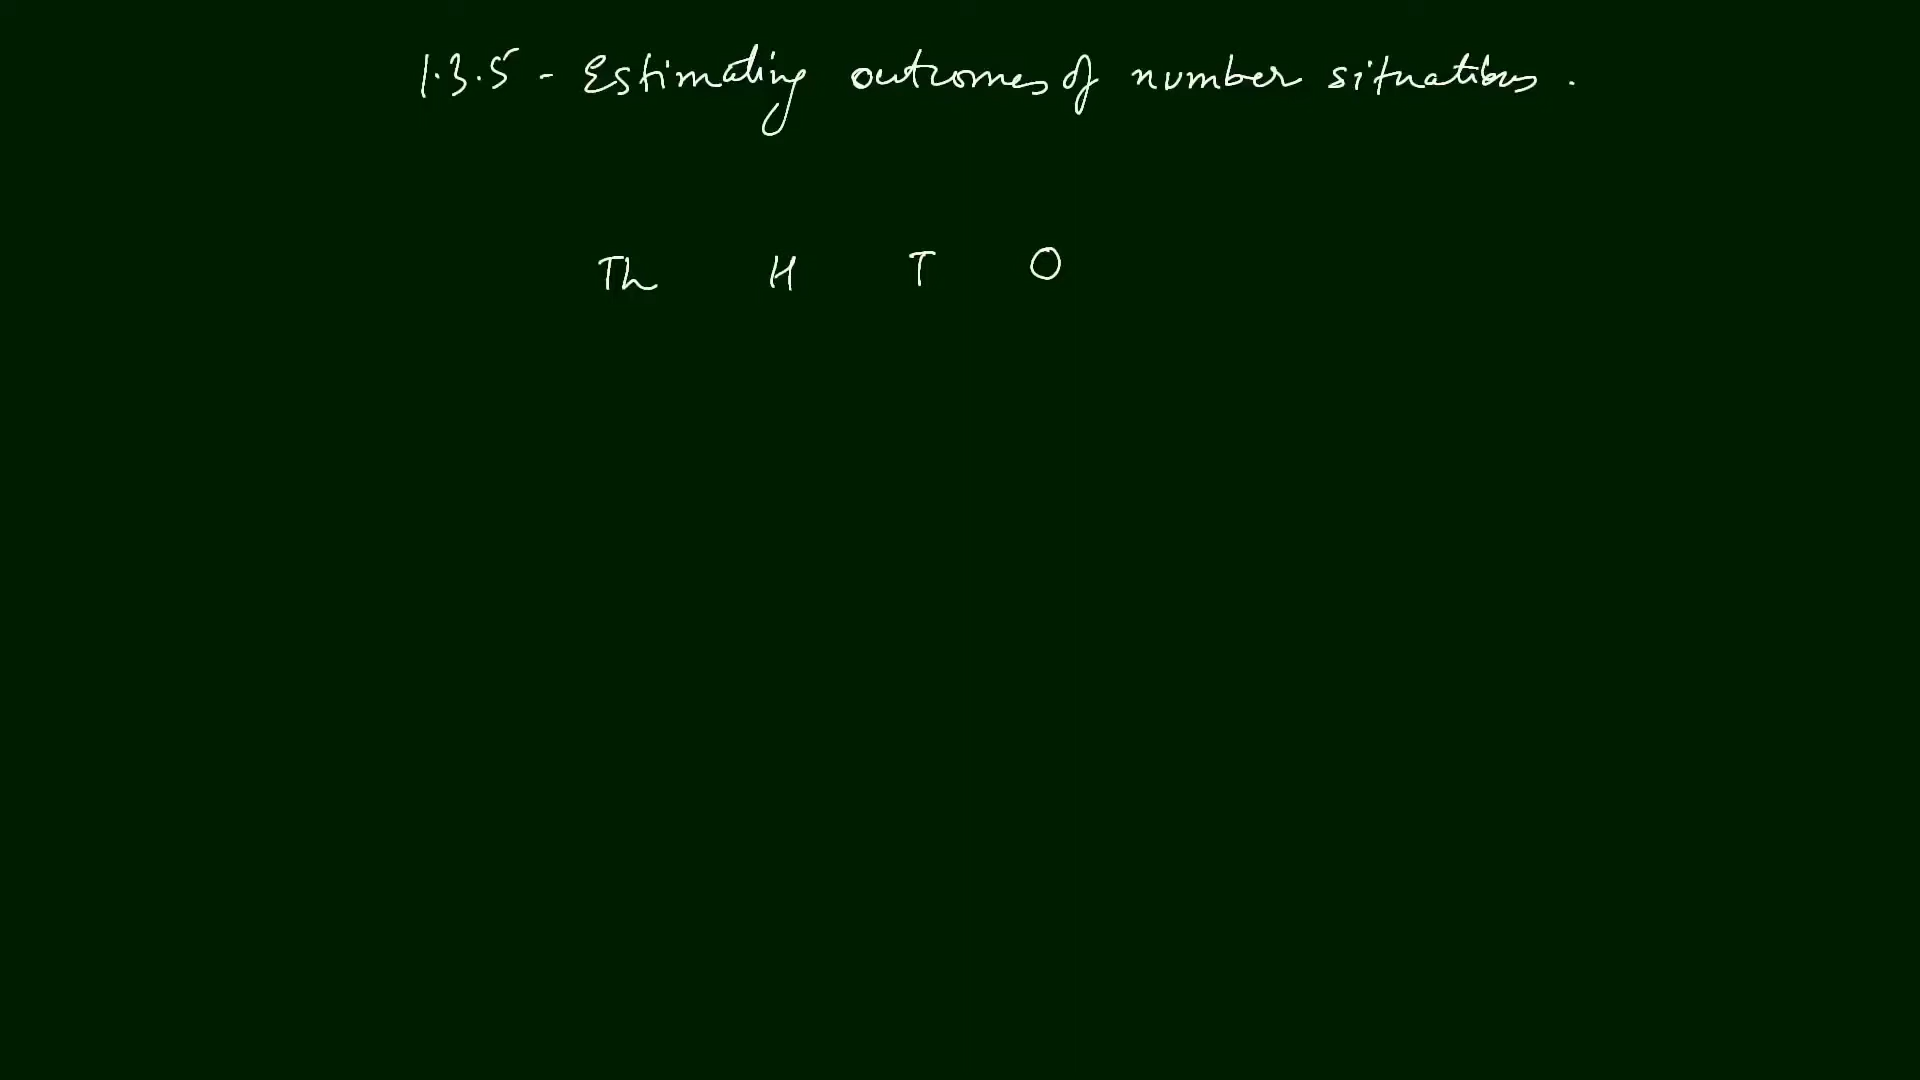 1.3.5 - Estimating outcomes of number situations.
Th H T O